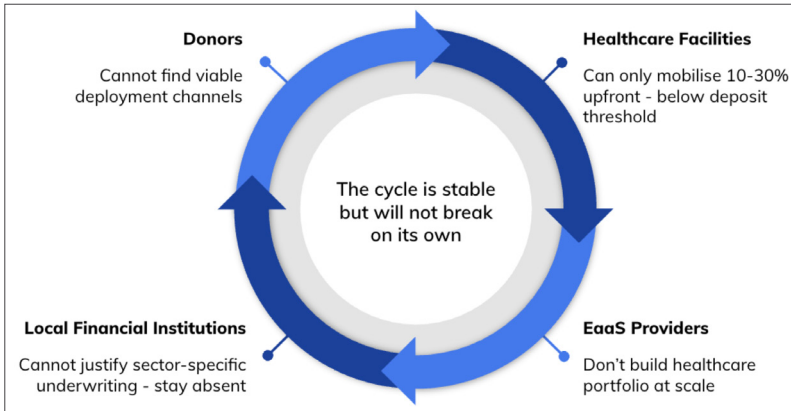 Donors
Cannot find viable
deployment channels
Healthcare Facilities
Can only mobilise 10-30%
upfront - below deposit
threshold
The cycle is stable
but will not break
on its own
Local Financial Institutions
Cannot justify sector-specific
underwriting - stay absent
EaaS Providers
Don't build healthcare
portfolio at scale